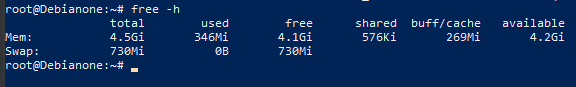 root@Debianone:~# free -h
total used free shared buff/cache available
Mem: 4.5Gi 346Mi 4.1Gi 576Ki 269Mi 4.2Gi
Swap: 730Mi 0B 730Mi
root@Debianone:~#